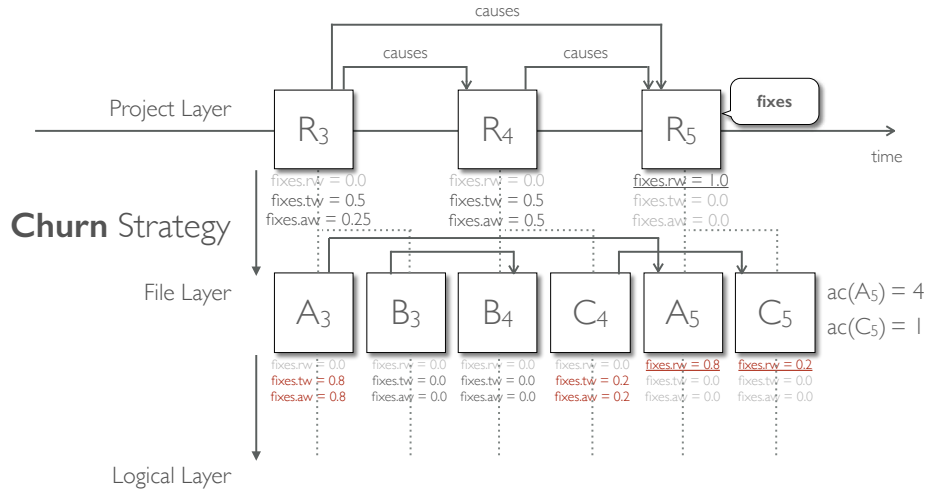 causes
causes
causes
Project Layer
R3
R4
R5
fixes
time
fixes.rw = 0.0
fixes.tw = 0.5
fixes.aw = 0.25
fixes.rw = 0.0
fixes.tw = 0.5
fixes.aw = 0.5
fixes.rw = 1.0
fixes.tw = 0.0
fixes.aw = 0.0
Churn Strategy
File Layer
A3
B3
B4
C4
A5
C5
ac(A5) = 4
ac(C5) = 1
fixes.rw = 0.0
fixes.tw = 0.8
fixes.aw = 0.8
fixes.rw = 0.0
fixes.tw = 0.0
fixes.aw = 0.0
fixes.rw = 0.0
fixes.tw = 0.0
fixes.aw = 0.0
fixes.rw = 0.0
fixes.tw = 0.2
fixes.aw = 0.2
fixes.rw = 0.8
fixes.tw = 0.0
fixes.aw = 0.0
fixes.rw = 0.2
fixes.tw = 0.0
fixes.aw = 0.0
Logical Layer